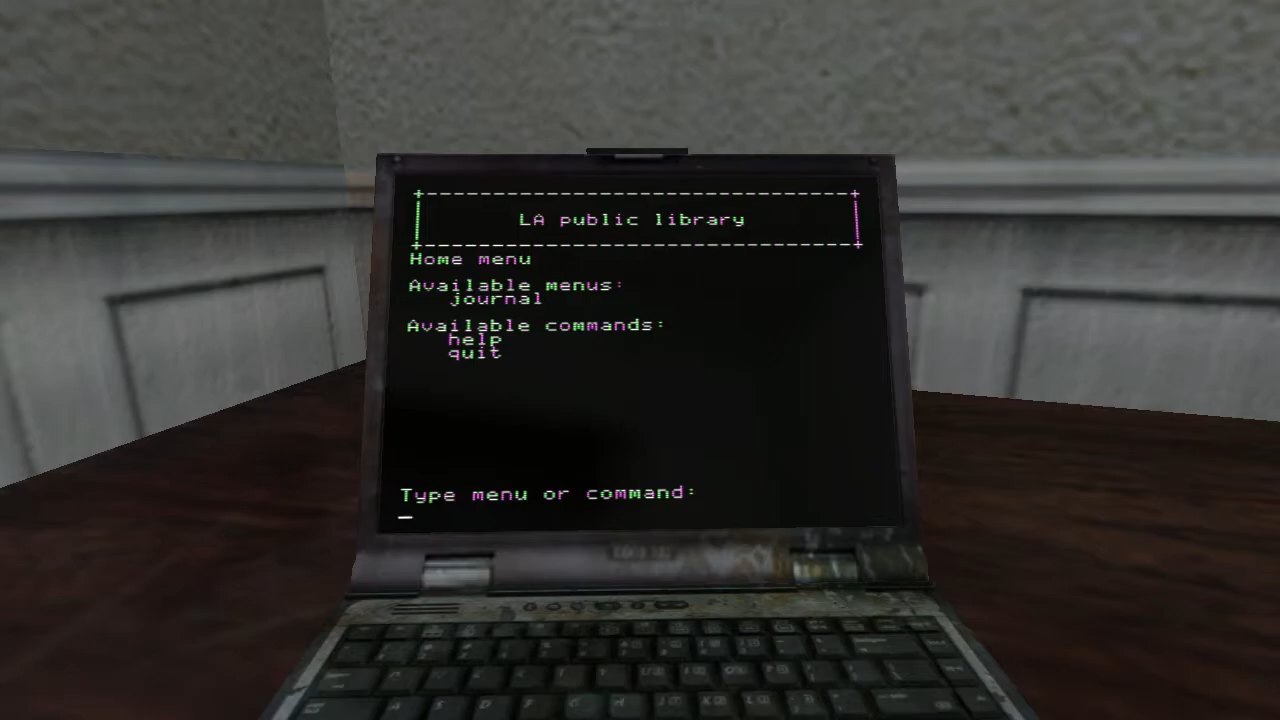 LA public library
Home menu
Available menus:
journal
Available commands:
help
quit
Type menu or command: